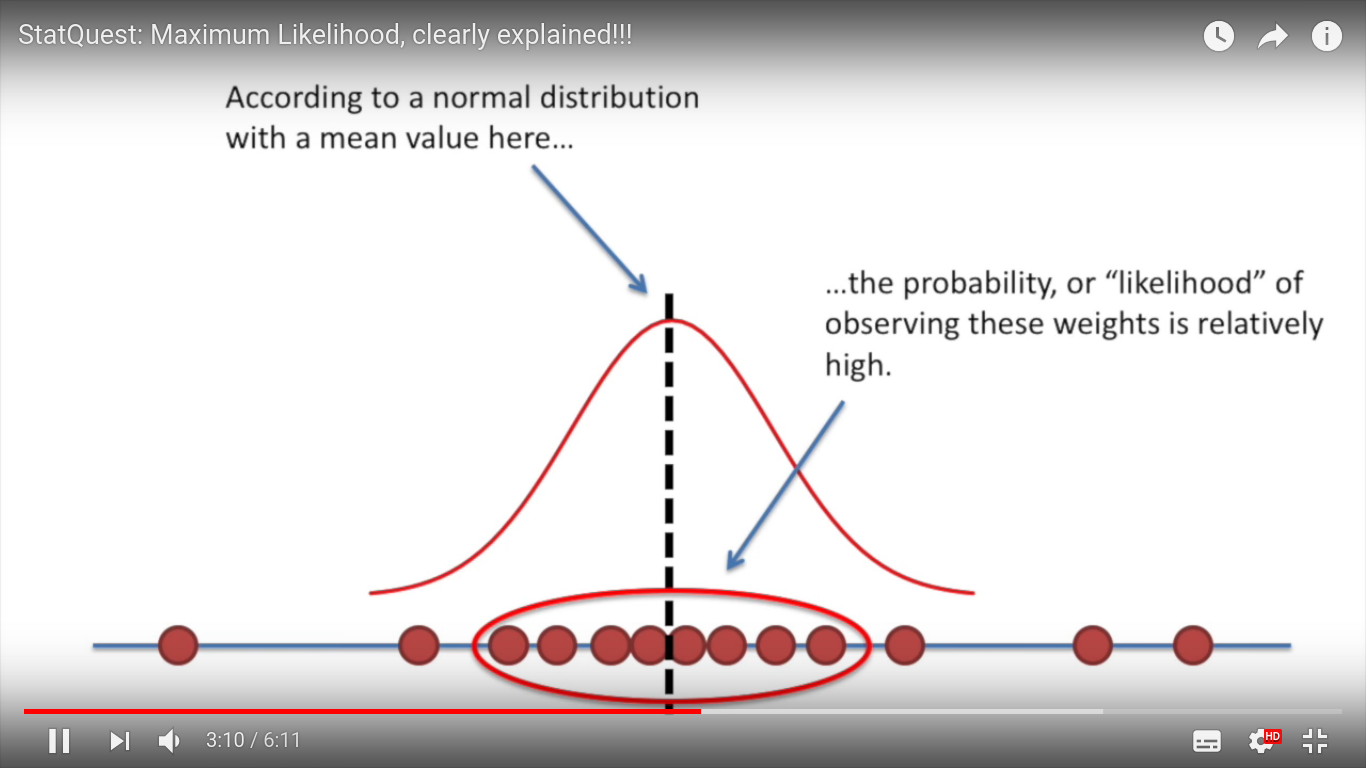 StatQuest: Maximum Likelihood, clearly explained!!!
According to a normal distribution
with a mean value here...
...the probability, or “likelihood” of
observing these weights is relatively
high.
3:10 / 6:11
HD